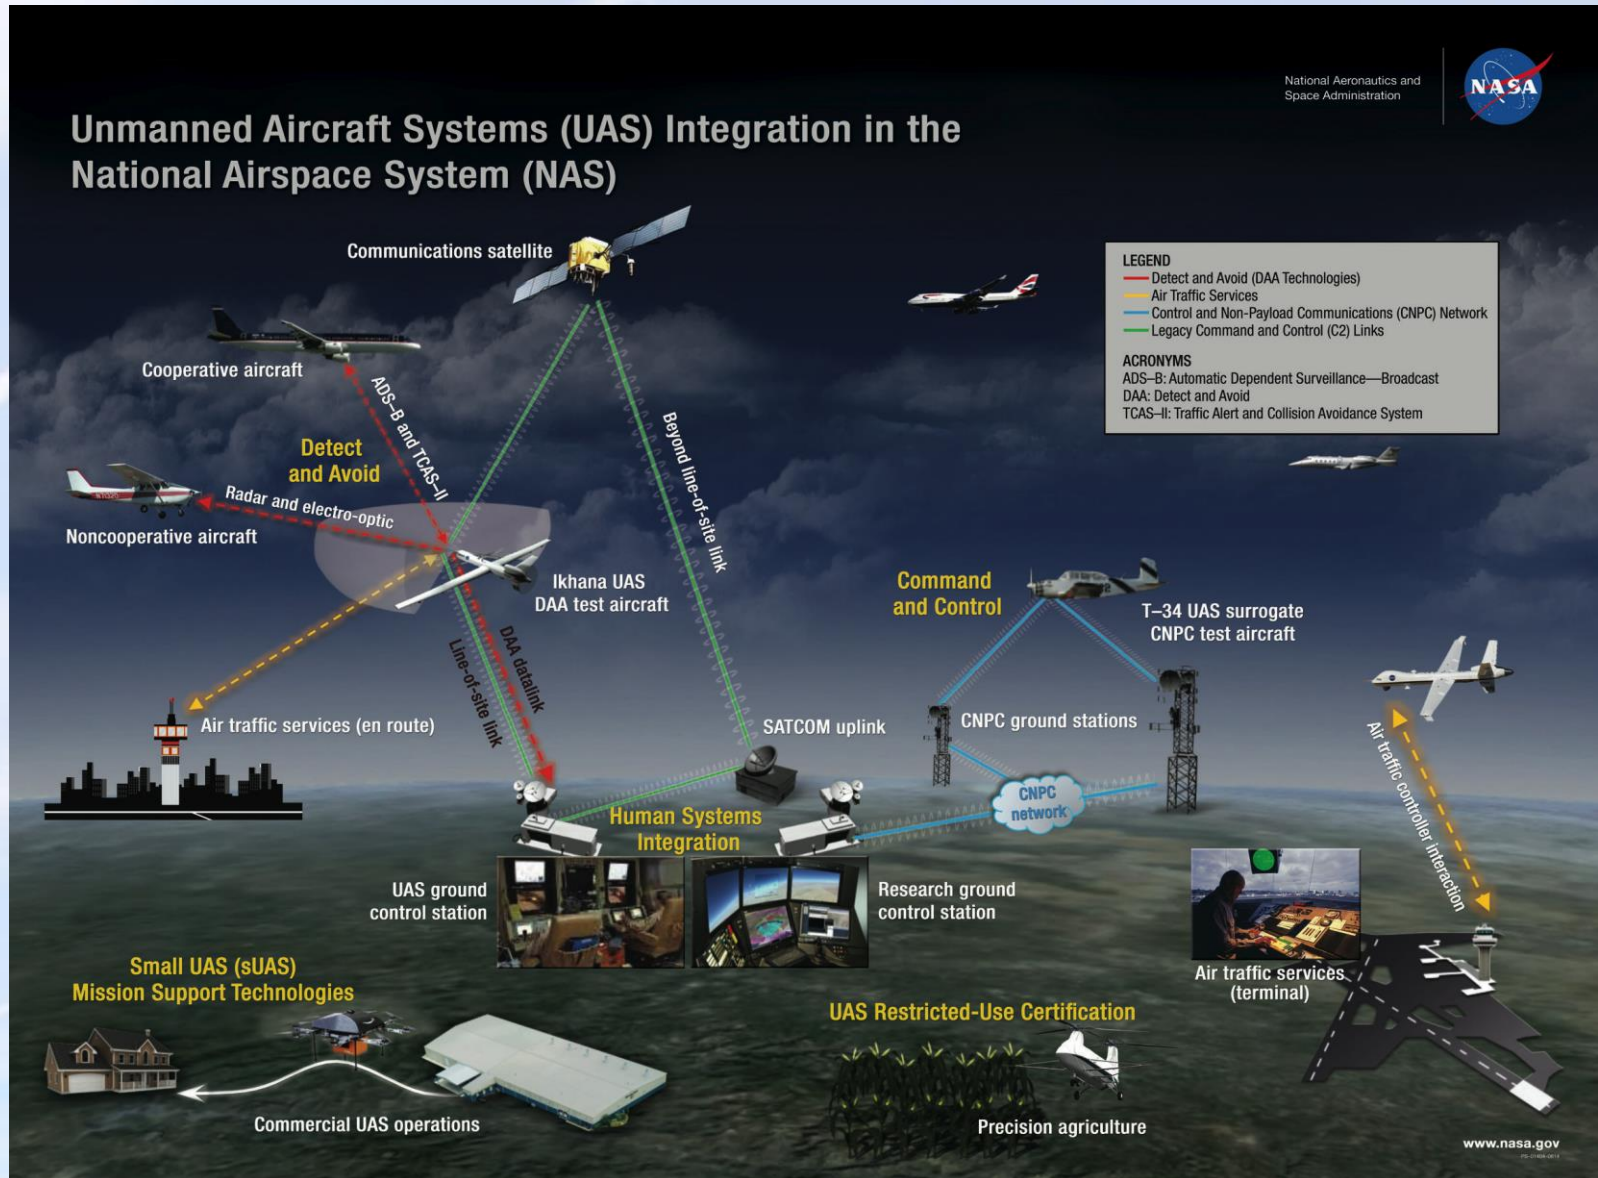 National Aeronautics and
Space Administration
NASA
Unmanned Aircraft Systems (UAS) Integration in the
National Airspace System (NAS)
Communications satellite
LEGEND
Detect and Avoid (DAA Technologies)
Air Traffic Services
Control and Non-Payload Communications (CNPC) Network
Legacy Command and Control (C2) Links
ACRONYMS
ADS–B: Automatic Dependent Surveillance—Broadcast
DAA: Detect and Avoid
TCAS–II: Traffic Alert and Collision Avoidance System
Cooperative aircraft
ADS–B and TCAS–II
Beyond line-of-site link
Detect
and Avoid
Radar and electro-optic
Noncooperative aircraft
Ikhana UAS
DAA test aircraft
Command
and Control
T–34 UAS surrogate
CNPC test aircraft
DAA datalink
Line-of-site link
Air traffic services (en route)
SATCOM uplink
CNPC ground stations
Air traffic controller interaction
CNPC
network
Human Systems
Integration
UAS ground
control station
Research ground
control station
Air traffic services
(terminal)
Small UAS (sUAS)
Mission Support Technologies
Commercial UAS operations
UAS Restricted-Use Certification
Precision agriculture
www.nasa.gov